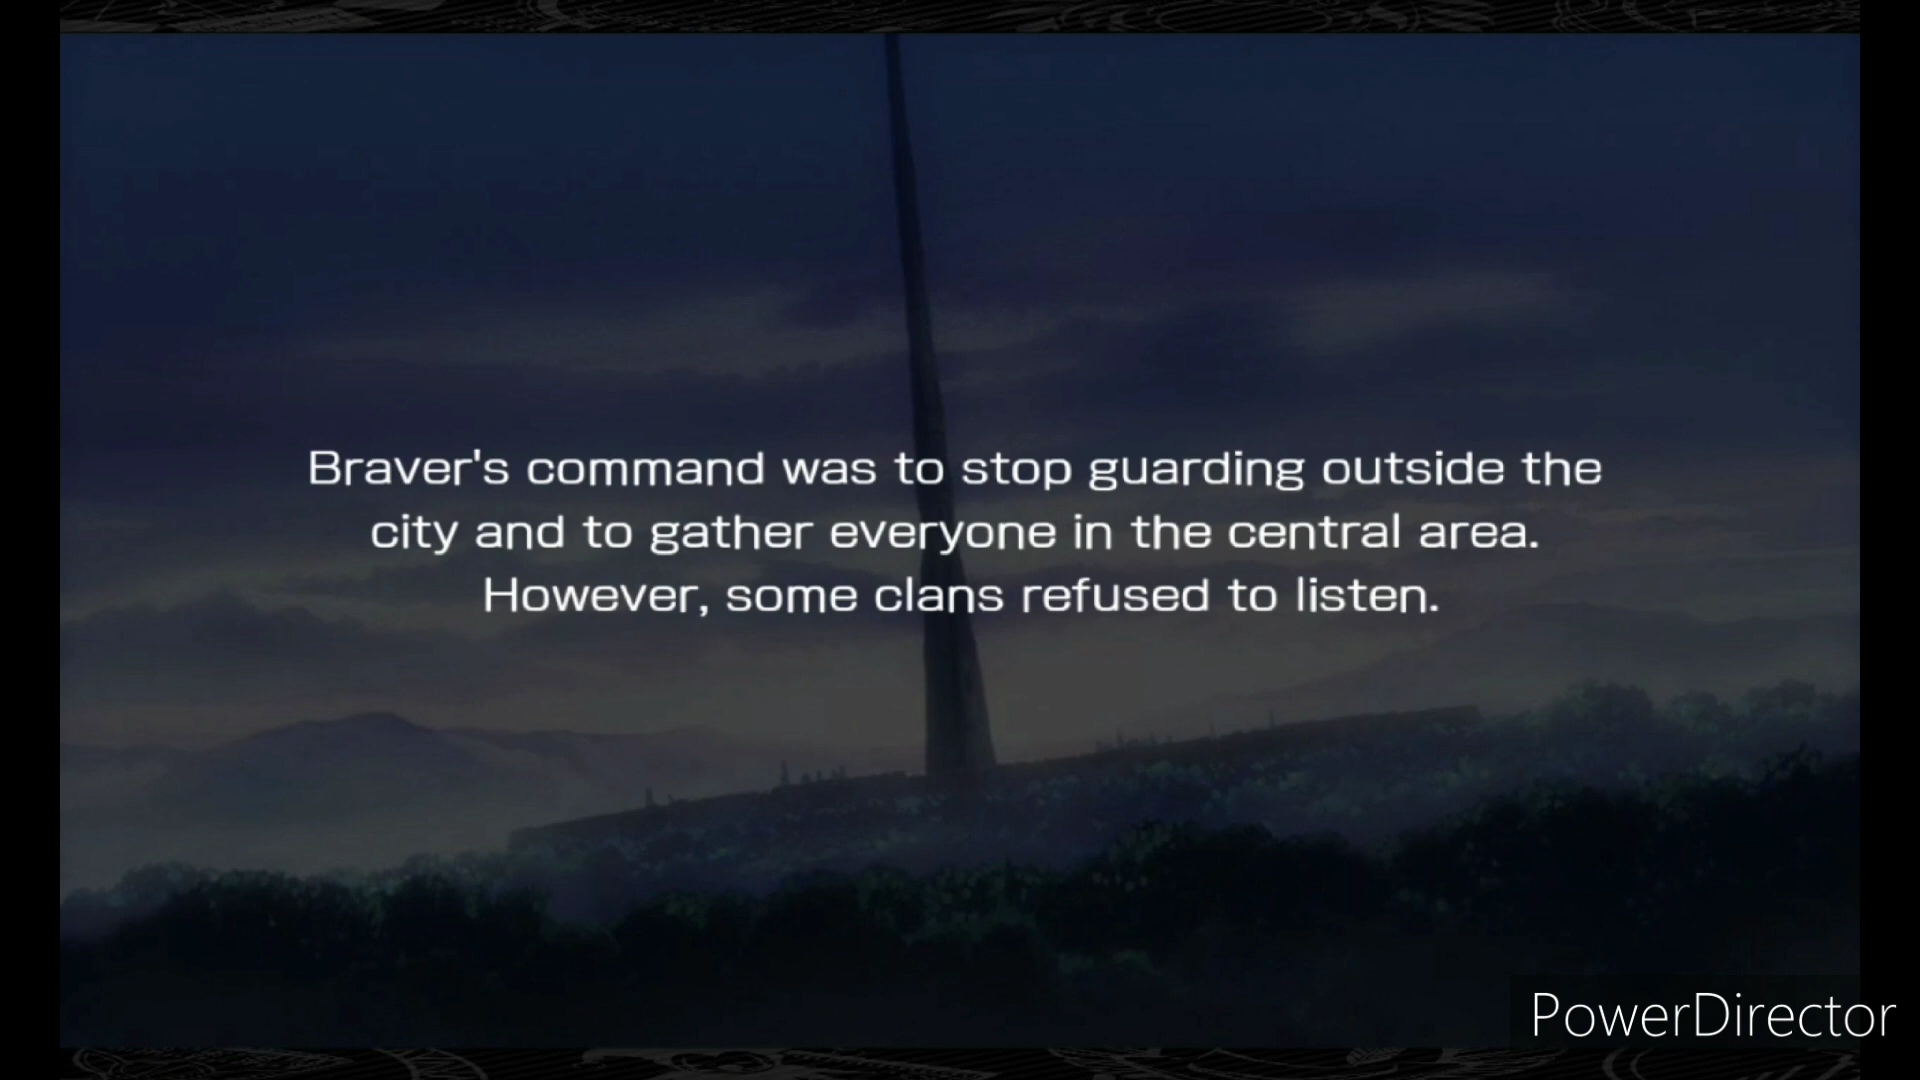 Braver's command was to stop guarding outside the
city and to gather everyone in the central area.
However, some clans refused to listen.
PowerDirector